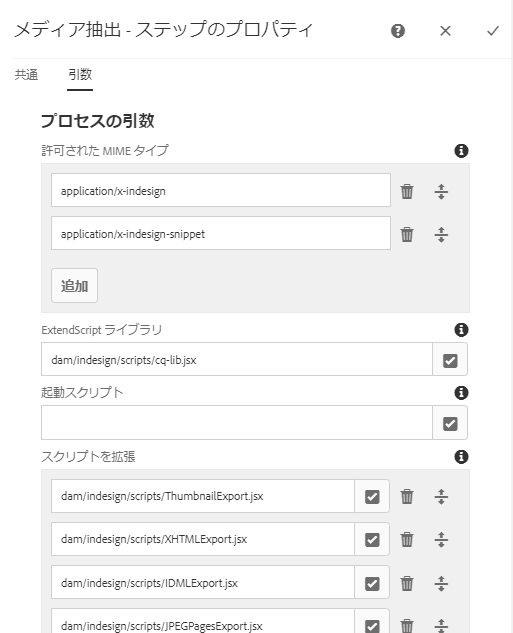 メディア抽出 - ステップのプロパティ
共通 引数
プロセスの引数
許可された MIME タイプ
application/x-indesign
application/x-indesign-snippet
追加
ExtendScript ライブラリ
dam/indesign/scripts/cq-lib.jsx
起動スクリプト
スクリプトを拡張
dam/indesign/scripts/ThumbnailExport.jsx
dam/indesign/scripts/XHTMLExport.jsx
dam/indesign/scripts/IDMLExport.jsx
dam/indesign/scripts/JPEGPagesExport.jsx